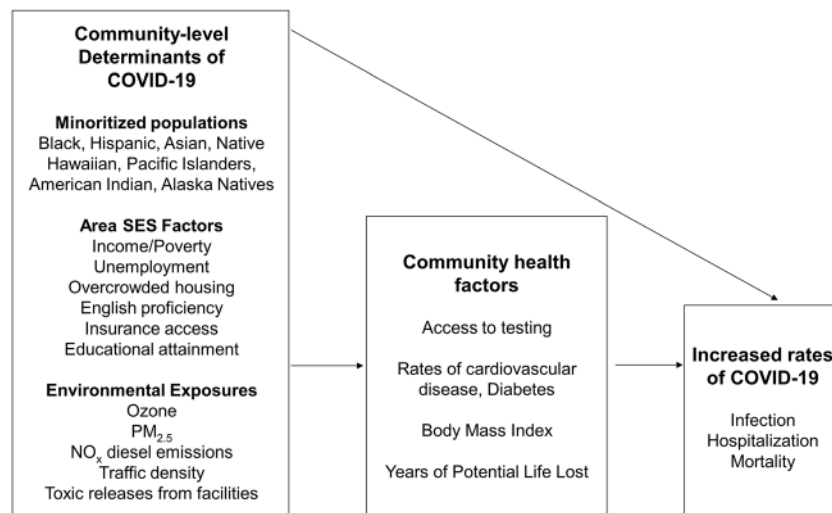 Community-level
Determinants of
COVID-19
Minoritized populations
Black, Hispanic, Asian, Native
Hawaiian, Pacific Islanders,
American Indian, Alaska Natives
Area SES Factors
Income/Poverty
Unemployment
Overcrowded housing
English proficiency
Insurance access
Educational attainment
Environmental Exposures
Ozone
PM2.5
NOx diesel emissions
Traffic density
Toxic releases from facilities
Community health
factors
Access to testing
Rates of cardiovascular
disease, Diabetes
Body Mass Index
Years of Potential Life Lost
Increased rates
of COVID-19
Infection
Hospitalization
Mortality